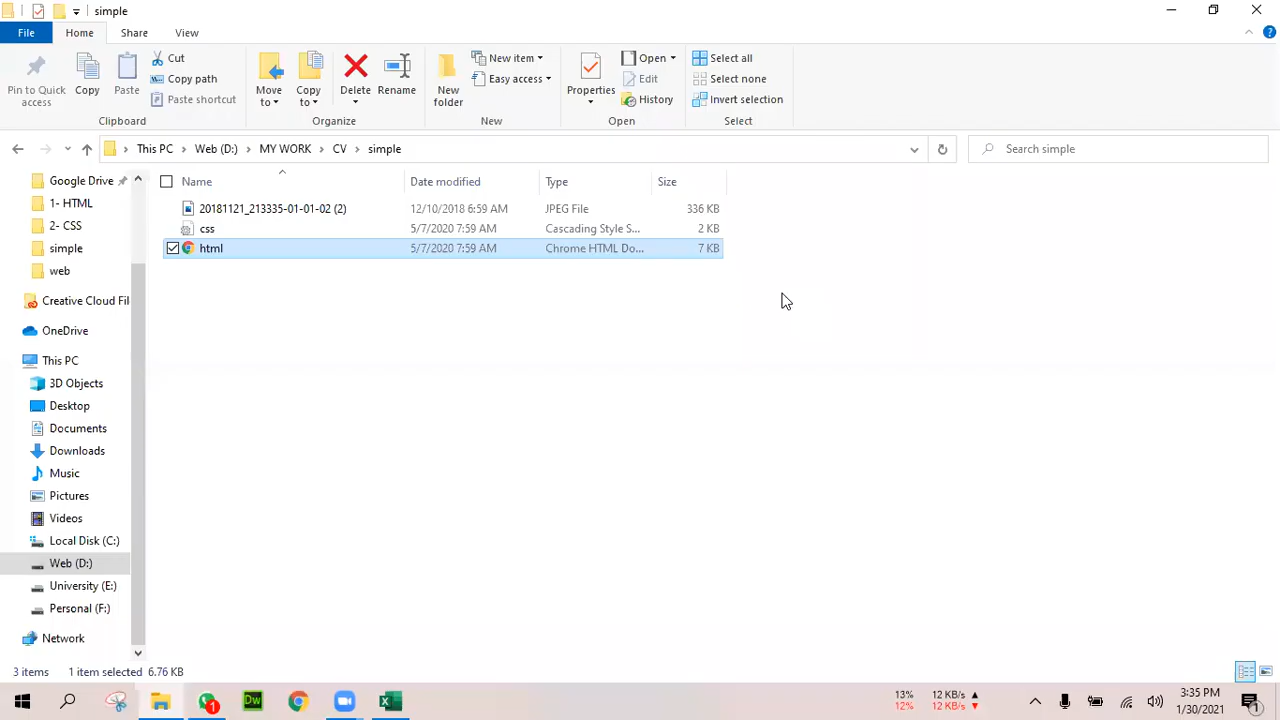 simple
File Home Share View
Pin to Quick access
Copy
Paste
Cut
Copy path
Paste shortcut
Clipboard
Move to
Copy to
Delete
Rename
Organize
New folder
New item
Easy access
New
Properties
Open
Edit
History
Open
Select all
Select none
Invert selection
Select
This PC > Web (D:) > MY WORK > CV > simple
Search simple
Name Date modified Type Size
20181121_213335-01-01-02 (2) 12/10/2018 6:59 AM JPEG File 336 KB
css 5/7/2020 7:59 AM Cascading Style S... 2 KB
html 5/7/2020 7:59 AM Chrome HTML Do... 7 KB
Google Drive
1- HTML
2- CSS
simple
web
Creative Cloud Fil
OneDrive
This PC
3D Objects
Desktop
Documents
Downloads
Music
Pictures
Videos
Local Disk (C:)
Web (D:)
University (E:)
Personal (F:)
Network
3 items 1 item selected 6.76 KB
1
Dw
13% 12 KB/s
12% 12 KB/s
3:35 PM
1/30/2021
1